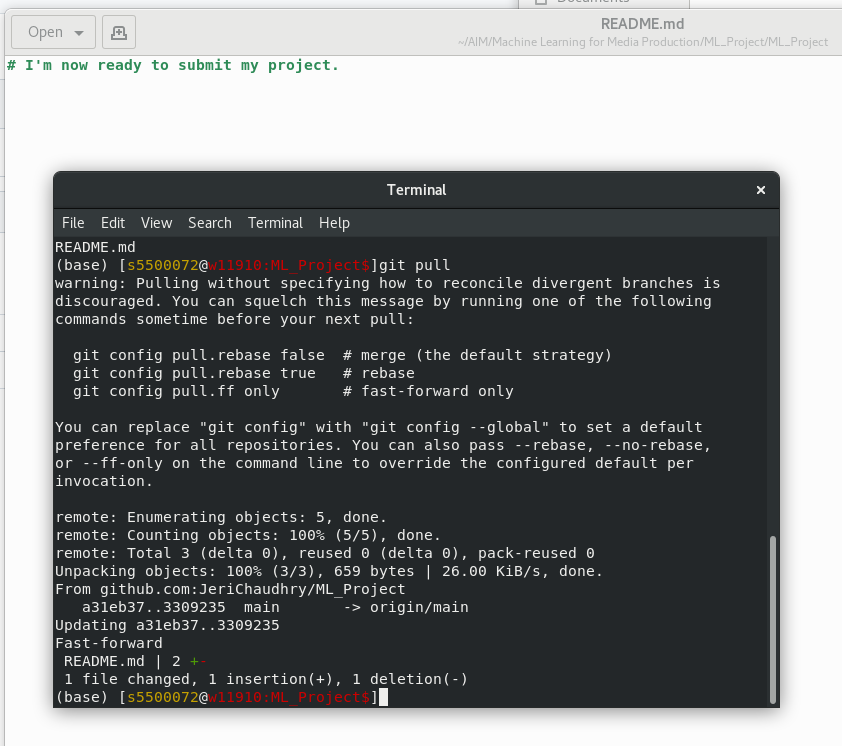 Documents
Open
README.md
~/AIM/Machine Learning for Media Production/ML_Project/ML_Project
# I'm now ready to submit my project.
Terminal
File Edit View Search Terminal Help
README.md
(base) [s5500072@w11910:ML_Project$]git pull
warning: Pulling without specifying how to reconcile divergent branches is
discouraged. You can squelch this message by running one of the following
commands sometime before your next pull:
  git config pull.rebase false  # merge (the default strategy)
  git config pull.rebase true   # rebase
  git config pull.ff only       # fast-forward only
You can replace "git config" with "git config --global" to set a default
preference for all repositories. You can also pass --rebase, --no-rebase,
or --ff-only on the command line to override the configured default per
invocation.
remote: Enumerating objects: 5, done.
remote: Counting objects: 100% (5/5), done.
remote: Total 3 (delta 0), reused 0 (delta 0), pack-reused 0
Unpacking objects: 100% (3/3), 659 bytes | 26.00 KiB/s, done.
From github.com:JeriChaudhry/ML_Project
   a31eb37..3309235  main       -> origin/main
Updating a31eb37..3309235
Fast-forward
 README.md | 2 +-
 1 file changed, 1 insertion(+), 1 deletion(-)
(base) [s5500072@w11910:ML_Project$]